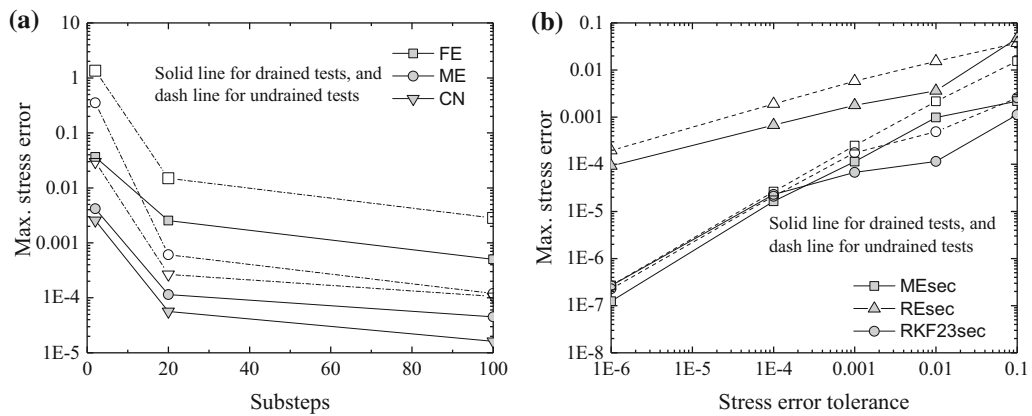 (a)
10
1
0.1
0.01
0.001
1E-4
1E-5
Max. stress error
0
20
40
60
80
100
Substeps
Solid line for drained tests, and
dash line for undrained tests
FE
ME
CN
(b)
0.1
0.01
0.001
1E-4
1E-5
1E-6
1E-7
1E-8
Max. stress error
1E-6
1E-5
1E-4
0.001
0.01
0.1
Stress error tolerance
Solid line for drained tests, and
dash line for undrained tests
MEsec
REsec
RKF23sec